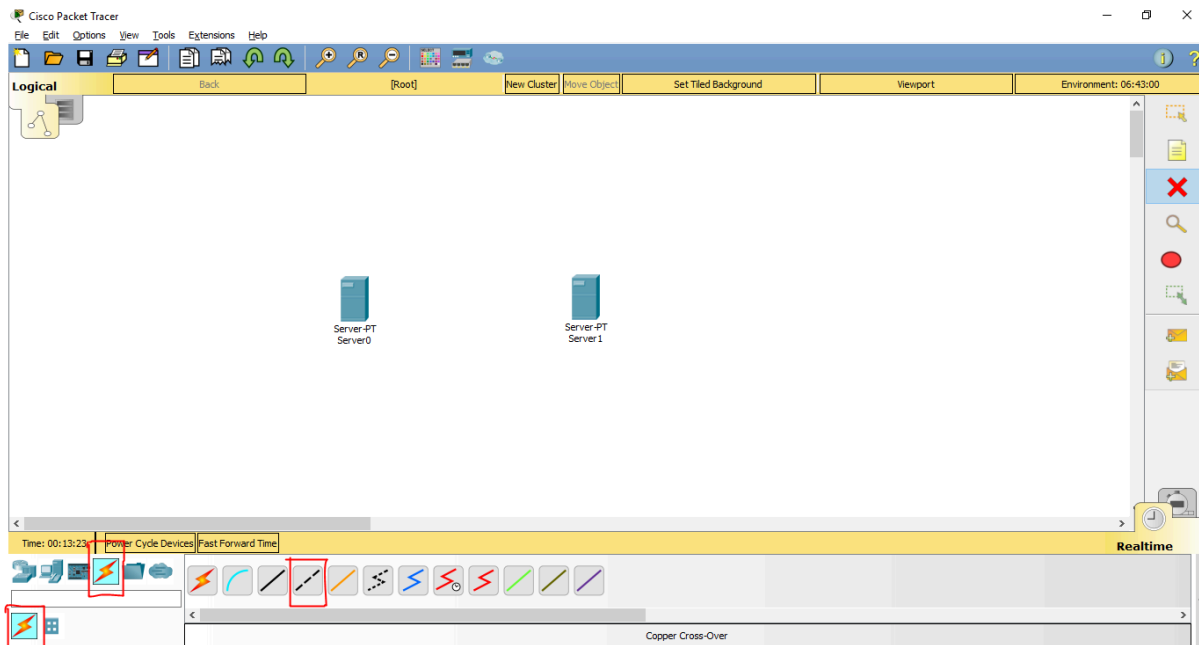 Cisco Packet Tracer
File Edit Options View Tools Extensions Help
Logical Back [Root] New Cluster Move Object Set Tiled Background Viewport Environment: 06:43:00
Server-PT
Server0
Server-PT
Server1
Time: 00:13:23 Power Cycle Devices Fast Forward Time
Realtime
Copper Cross-Over